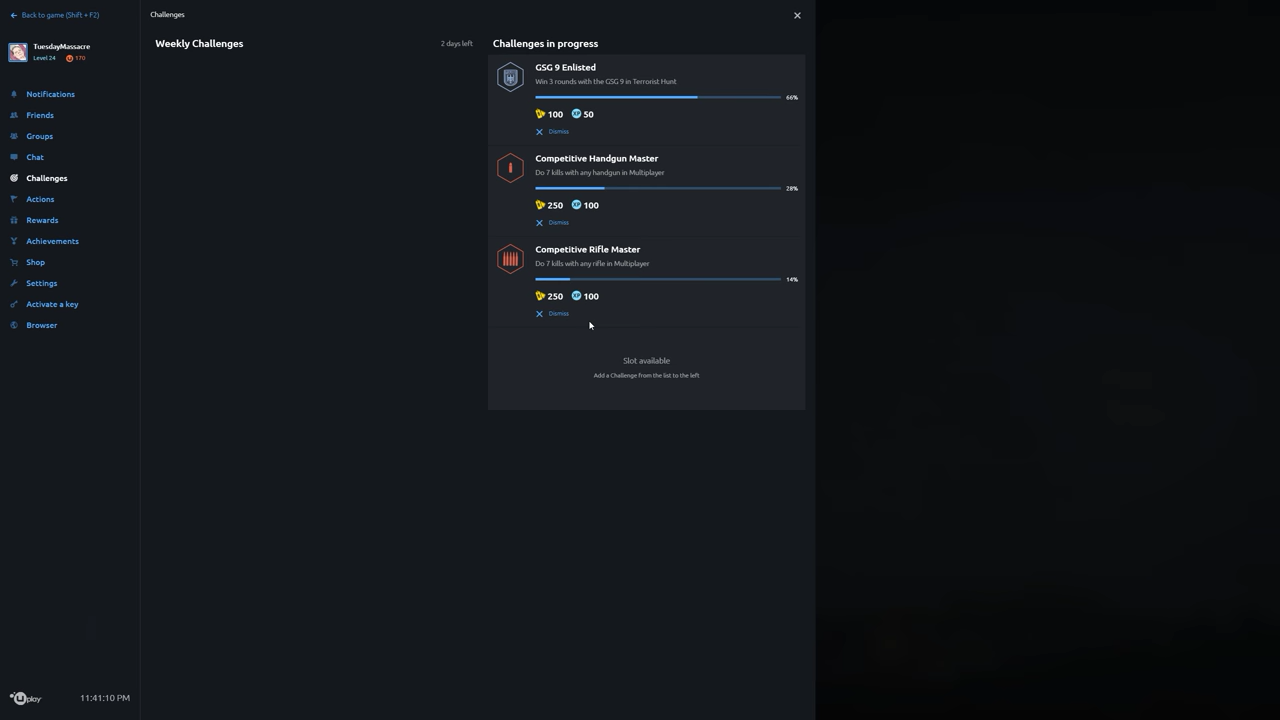 Back to game (Shift + F2)
TuesdayMassacre
Level 24 170
Notifications
Friends
Groups
Chat
Challenges
Actions
Rewards
Achievements
Shop
Settings
Activate a key
Browser
uplay 11:41:10 PM
Challenges
Weekly Challenges 2 days left
Challenges in progress
GSG 9 Enlisted
Win 3 rounds with the GSG 9 in Terrorist Hunt
66%
100 XP 50
Dismiss
Competitive Handgun Master
Do 7 kills with any handgun in Multiplayer
28%
250 XP 100
Dismiss
Competitive Rifle Master
Do 7 kills with any rifle in Multiplayer
14%
250 XP 100
Dismiss
Slot available
Add a Challenge from the list to the left